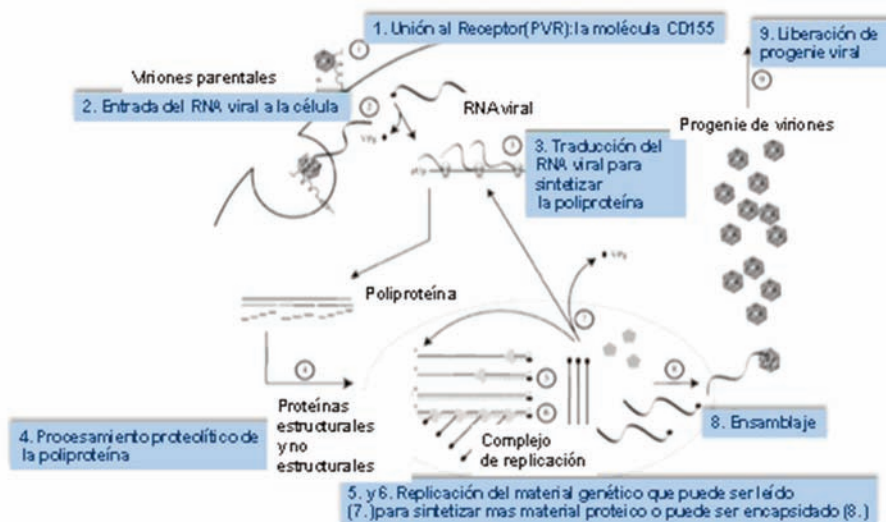 1. Unión al Receptor(PVR):la molécula CD155
9. Liberación de
progenie viral
Viriones parentales
2. Entrada del RNA viral a la célula
RNA viral
Progenie de viriones
3. Traducción del
RNA viral para
sintetizar
la poliproteína
Poliproteína
4. Procesamiento proteolítico de
la poliproteína
Proteínas
estructurales
y no
estructurales
Complejo
de replicación
8. Ensamblaje
5. y 6. Replicación del material genético que puede ser leído
(7.)para sintetizar mas material proteico o puede ser encapsidado (8.)